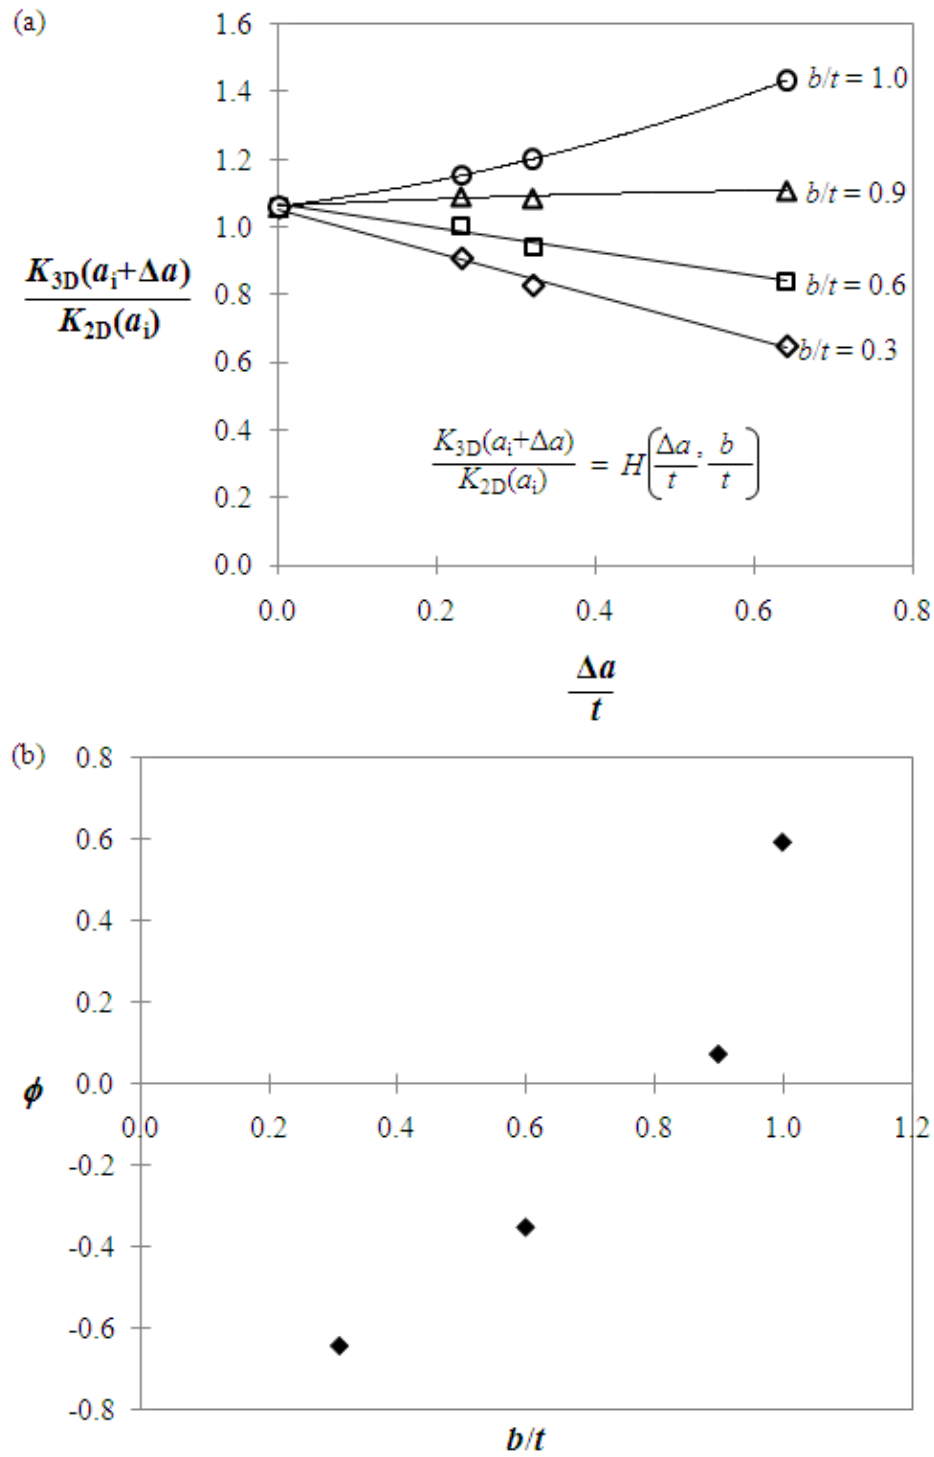 (a)
1.6
1.4
1.2
1.0
0.8
0.6
0.4
0.2
0.0
K3D(ai+Δa)
K2D(ai)
b/t = 1.0
b/t = 0.9
b/t = 0.6
b/t = 0.3
K3D(ai+Δa) / K2D(ai) = H(Δa/t, b/t)
0.0 0.2 0.4 0.6 0.8
Δa
t
(b)
0.8
0.6
0.4
0.2
0.0
ϕ
0.0 0.2 0.4 0.6 0.8 1.0 1.2
-0.2
-0.4
-0.6
-0.8
b/t